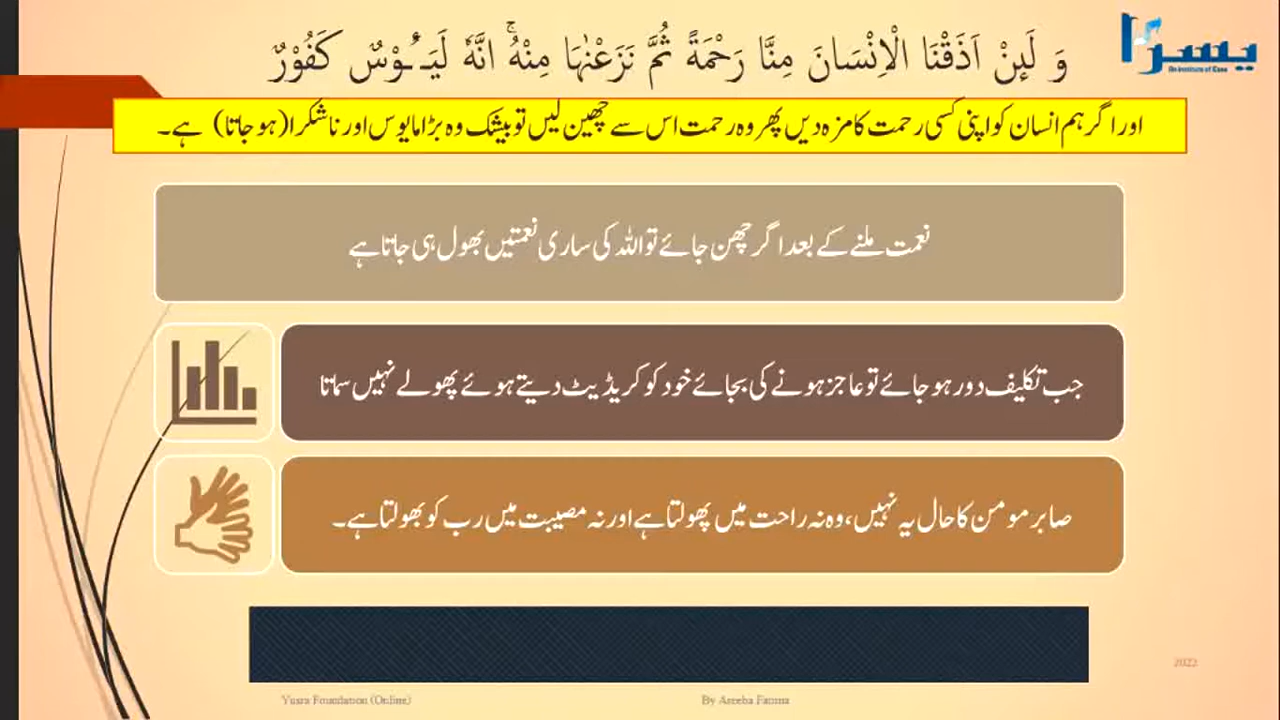 وَ لَىِٕنْ اَذَقْنَا الْاِنْسَانَ مِنَّا رَحْمَةً ثُمَّ نَزَعْنٰهَا مِنْهُۚ اِنَّهٗ لَیَـُٔوْسٌ كَفُوْرٌ
یسرا
اور اگر ہم انسان کو اپنی کسی رحمت کا مزہ دیں پھر وہ رحمت اس سے چھین لیں تو بیشک وہ بڑا مایوس اور ناشکرا (ہو جاتا) ہے۔
نعمت ملنے کے بعد اگر چھن جائے تو اللہ کی ساری نعمتیں بھول ہی جاتا ہے
جب تکلیف دور ہو جائے تو عاجز ہونے کی بجائے خود کو کریڈیٹ دیتے ہوئے پھولے نہیں سماتا
صابر مومن کا حال یہ نہیں، وہ نہ راحت میں پھولتا ہے اور نہ مصیبت میں رب کو بھولتا ہے۔
2022
Yusra Foundation (Online) By Areeba Fatima